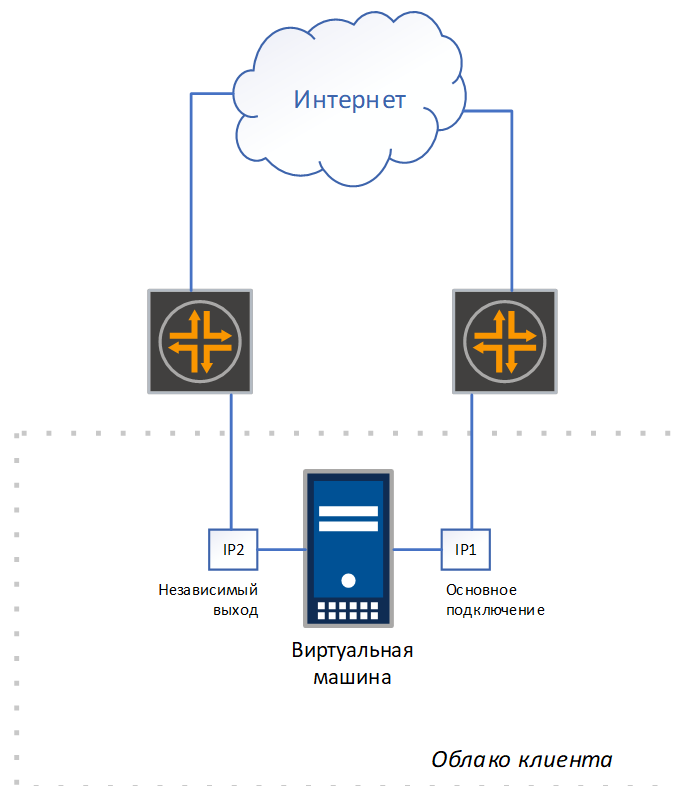 Интернет
IP2
IP1
Независимый
выход
Основное
подключение
Виртуальная
машина
Облако клиента